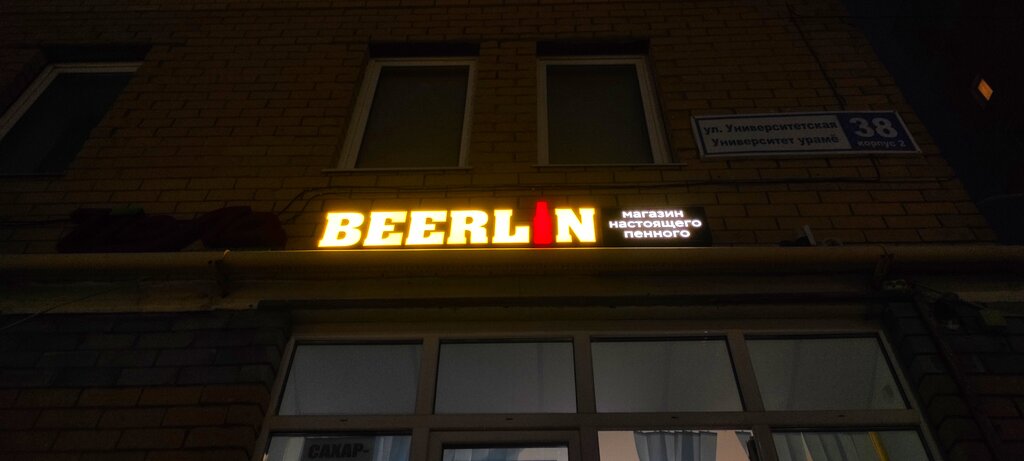 ул. Университетская
Университет урамĕ
38
корпус 2
BEERLIN
магазин
настоящего
пенного
САХАР-